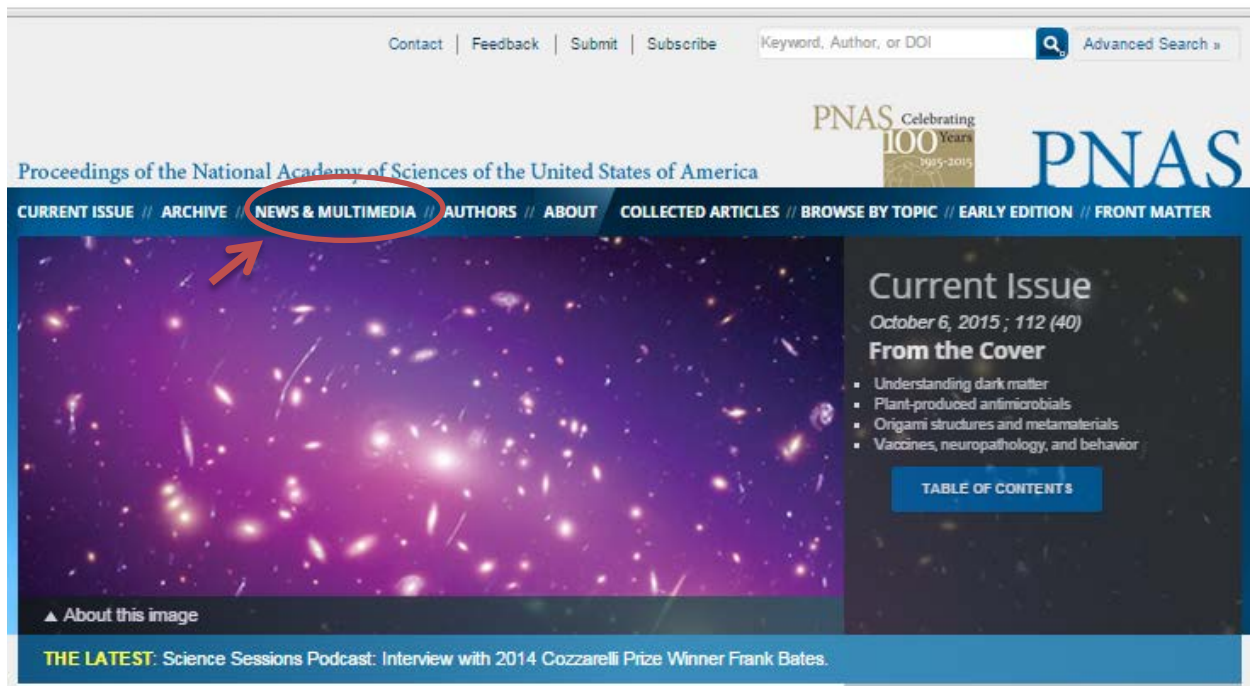 Contact | Feedback | Submit | Subscribe
Keyword, Author, or DOI
Advanced Search »
PNAS Celebrating
100 Years
1915-2015
PNAS
Proceedings of the National Academy of Sciences of the United States of America
CURRENT ISSUE // ARCHIVE // NEWS & MULTIMEDIA // AUTHORS // ABOUT COLLECTED ARTICLES // BROWSE BY TOPIC // EARLY EDITION // FRONT MATTER
Current Issue
October 6, 2015 ; 112 (40)
From the Cover
▪ Understanding dark matter
▪ Plant-produced antimicrobials
▪ Origami structures and metamaterials
▪ Vaccines, neuropathology, and behavior
TABLE OF CONTENTS
▲ About this image
THE LATEST: Science Sessions Podcast: Interview with 2014 Cozzarelli Prize Winner Frank Bates.